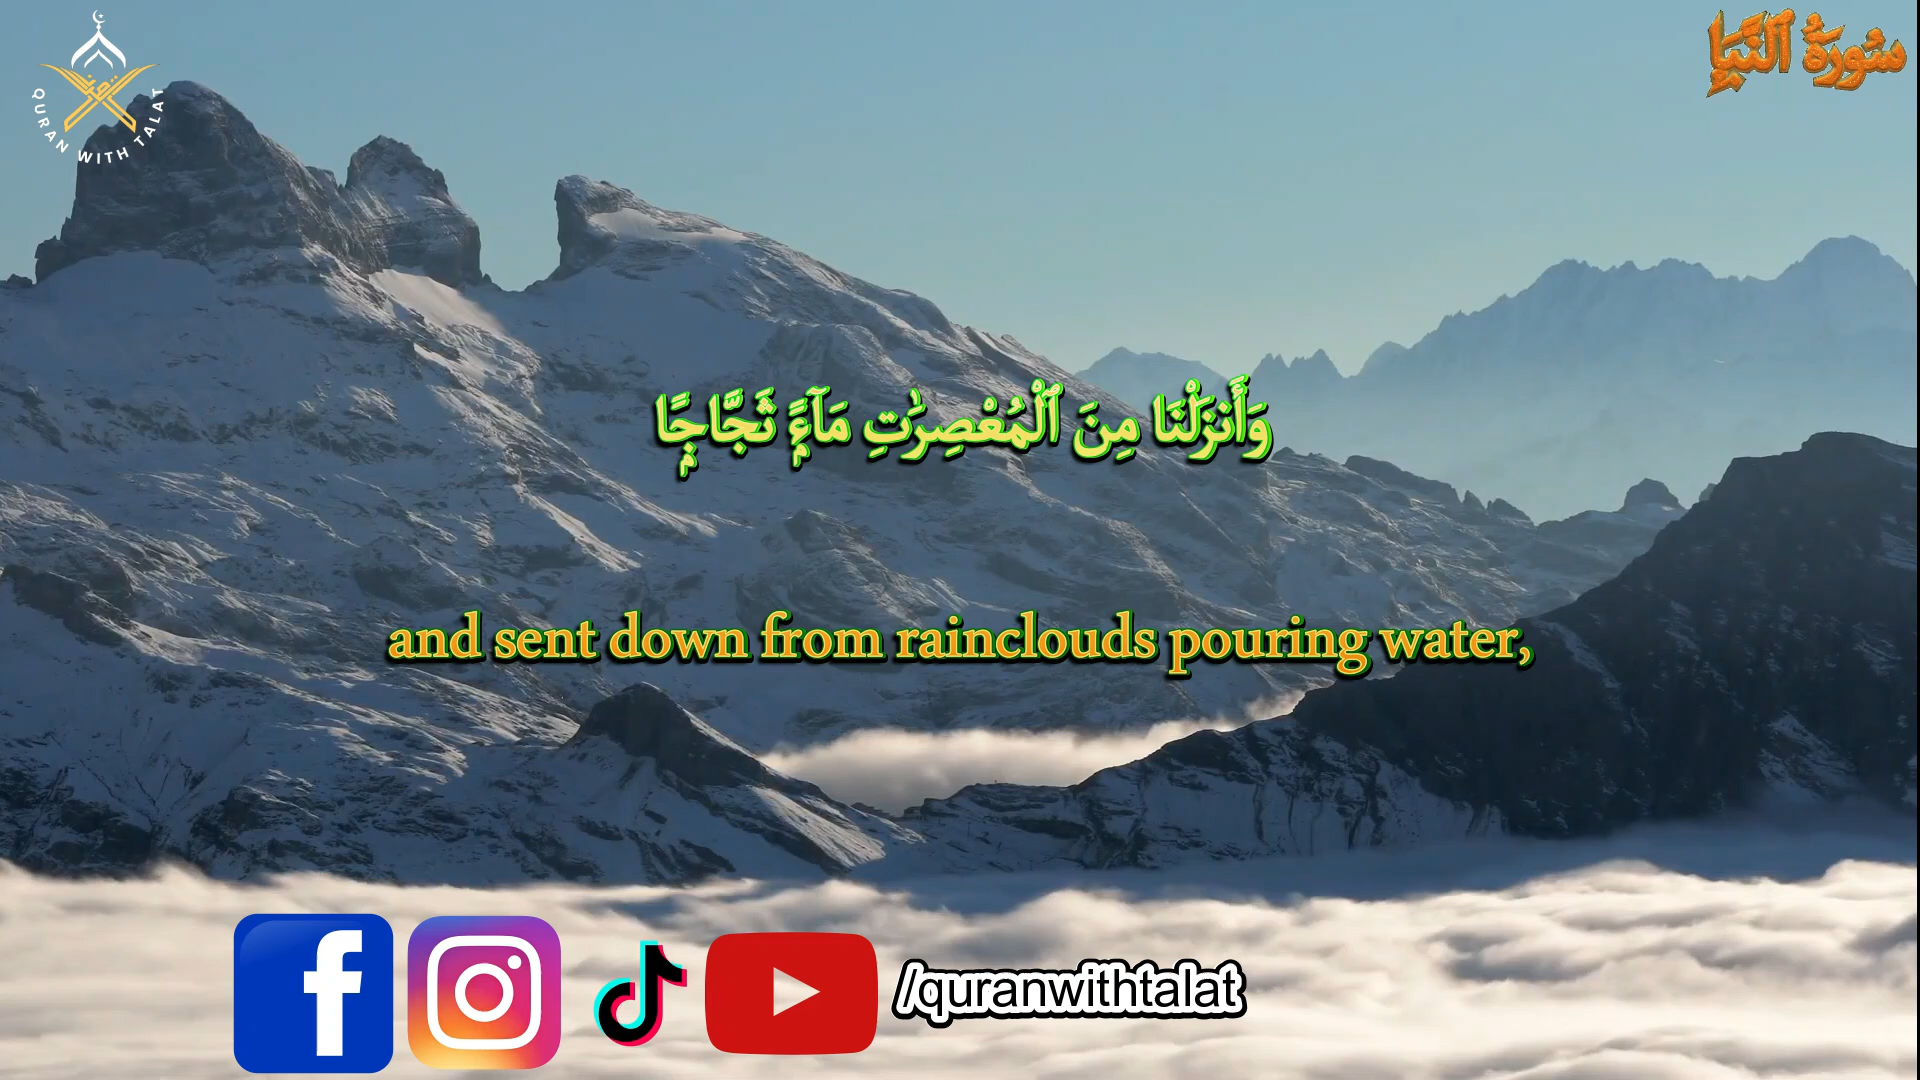 QURAN WITH TALAT
سُورَةُ ٱلنَّبَإِ
وَأَنزَلْنَا مِنَ ٱلْمُعْصِرَٰتِ مَآءًۭ ثَجَّاجًۭا
and sent down from rainclouds pouring water,
/quranwithtalat